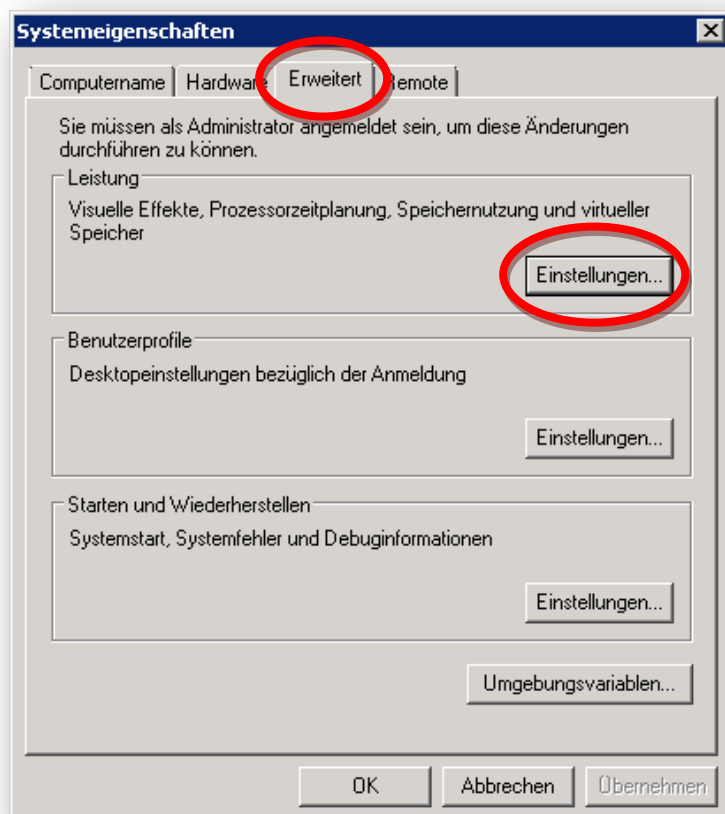 Systemeigenschaften
Computername
Hardware
Erweitert
Remote
Sie müssen als Administrator angemeldet sein, um diese Änderungen
durchführen zu können.
Leistung
Visuelle Effekte, Prozessorzeitplanung, Speichernutzung und virtueller
Speicher
Einstellungen...
Benutzerprofile
Desktopeinstellungen bezüglich der Anmeldung
Einstellungen...
Starten und Wiederherstellen
Systemstart, Systemfehler und Debuginformationen
Einstellungen...
Umgebungsvariablen...
OK
Abbrechen
Übernehmen